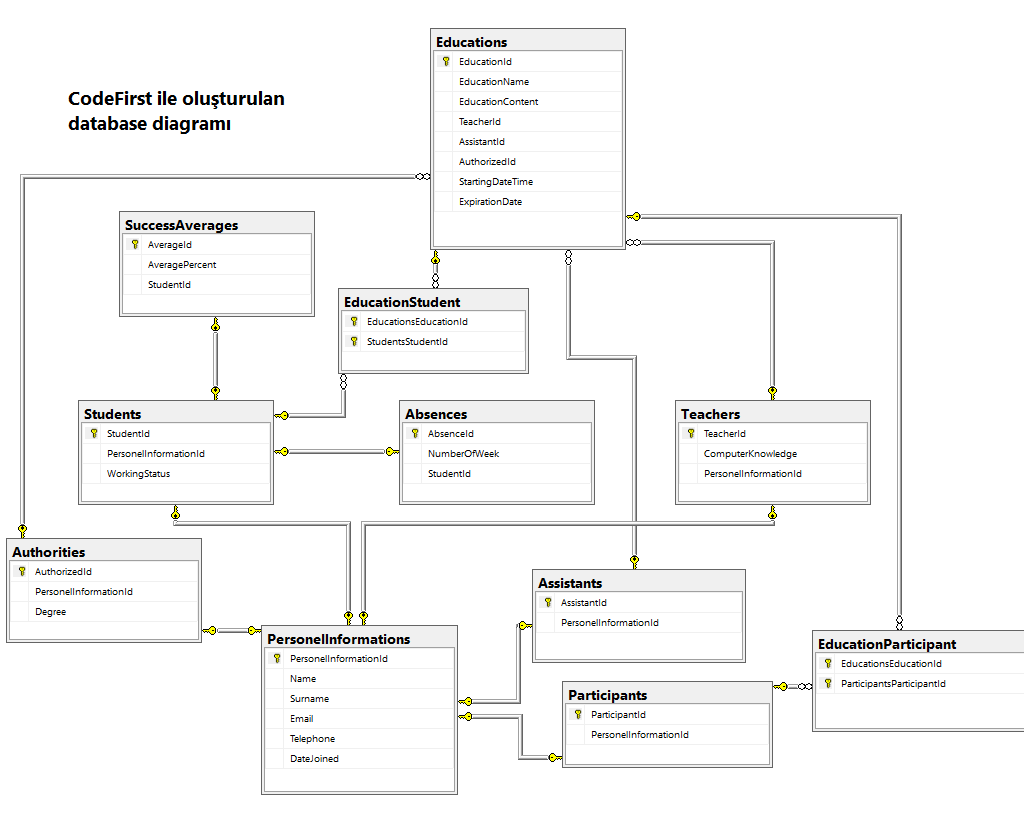 CodeFirst ile oluşturulan
database diagramı
Educations
EducationId
EducationName
EducationContent
TeacherId
AssistantId
AuthorizedId
StartingDateTime
ExpirationDate
SuccessAverages
AverageId
AveragePercent
StudentId
EducationStudent
EducationsEducationId
StudentsStudentId
Students
StudentId
PersonelInformationId
WorkingStatus
Absences
AbsenceId
NumberOfWeek
StudentId
Teachers
TeacherId
ComputerKnowledge
PersonelInformationId
Authorities
AuthorizedId
PersonelInformationId
Degree
Assistants
AssistantId
PersonelInformationId
PersonelInformations
PersonelInformationId
Name
Surname
Email
Telephone
DateJoined
EducationParticipant
EducationsEducationId
ParticipantsParticipantId
Participants
ParticipantId
PersonelInformationId